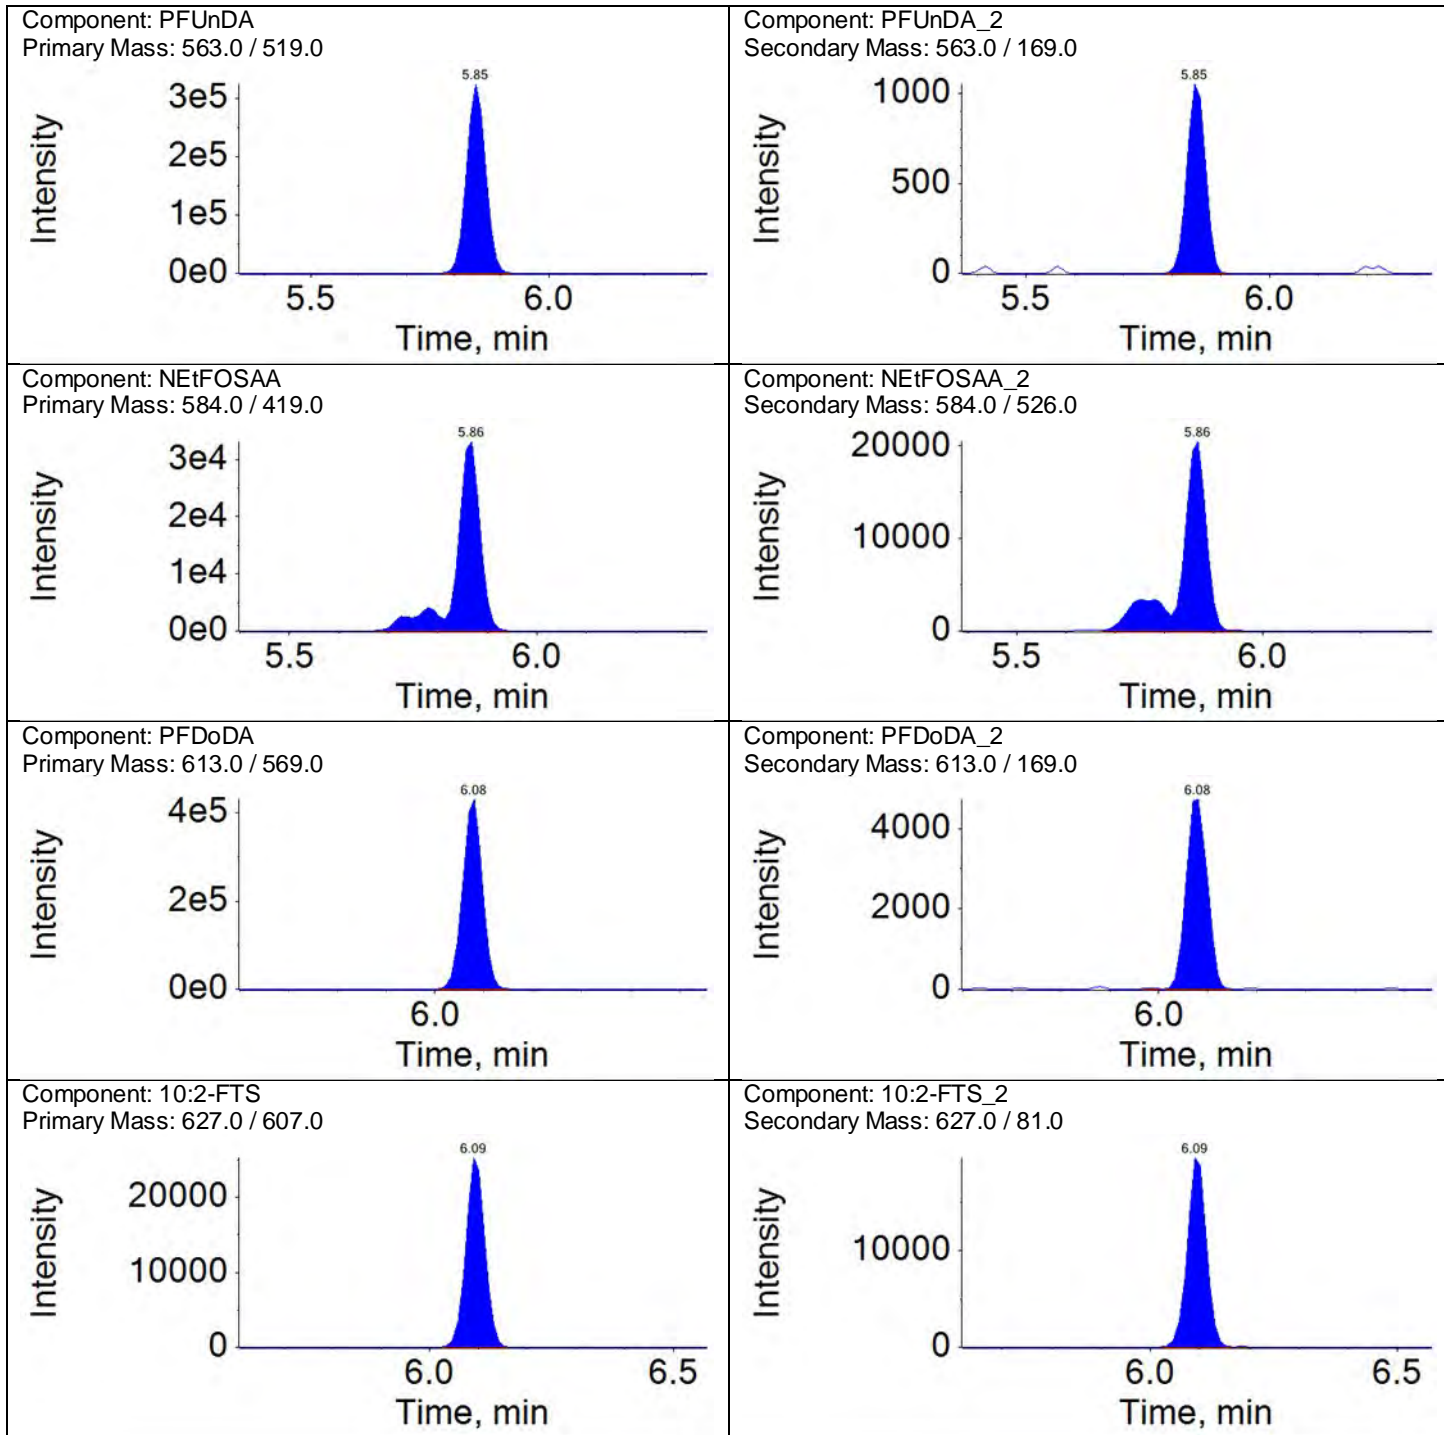 Component: PFUnDA
Primary Mass: 563.0 / 519.0
5.85
3e5
2e5
1e5
0e0
Intensity
5.5 6.0
Time, min
Component: PFUnDA_2
Secondary Mass: 563.0 / 169.0
5.85
1000
500
0
Intensity
5.5 6.0
Time, min
Component: NEtFOSAA
Primary Mass: 584.0 / 419.0
5.86
3e4
2e4
1e4
0e0
Intensity
5.5 6.0
Time, min
Component: NEtFOSAA_2
Secondary Mass: 584.0 / 526.0
5.86
20000
10000
0
Intensity
5.5 6.0
Time, min
Component: PFDoDA
Primary Mass: 613.0 / 569.0
6.08
4e5
2e5
0e0
Intensity
6.0
Time, min
Component: PFDoDA_2
Secondary Mass: 613.0 / 169.0
6.08
4000
2000
0
Intensity
6.0
Time, min
Component: 10:2-FTS
Primary Mass: 627.0 / 607.0
6.09
20000
10000
0
Intensity
6.0 6.5
Time, min
Component: 10:2-FTS_2
Secondary Mass: 627.0 / 81.0
6.09
10000
0
Intensity
6.0 6.5
Time, min